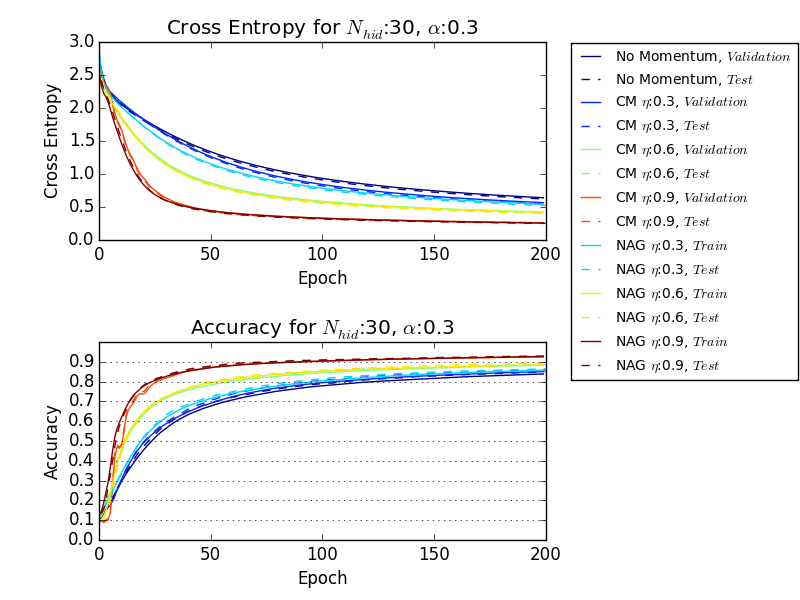 Cross Entropy for N_hid:30, α:0.3
Cross Entropy
3.0
2.5
2.0
1.5
1.0
0.5
0.0
0 50 100 150 200
Epoch
No Momentum, Validation
No Momentum, Test
CM η:0.3, Validation
CM η:0.3, Test
CM η:0.6, Validation
CM η:0.6, Test
CM η:0.9, Validation
CM η:0.9, Test
NAG η:0.3, Train
NAG η:0.3, Test
NAG η:0.6, Train
NAG η:0.6, Test
NAG η:0.9, Train
NAG η:0.9, Test
Accuracy for N_hid:30, α:0.3
Accuracy
0.9
0.8
0.7
0.6
0.5
0.4
0.3
0.2
0.1
0.0
0 50 100 150 200
Epoch